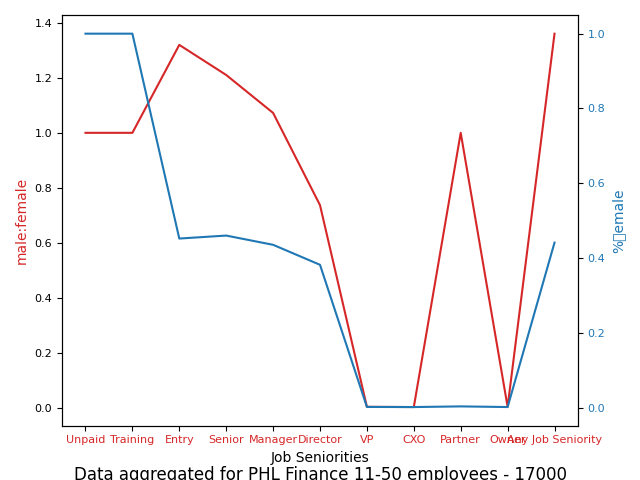 1.4
1.2
1.0
0.8
0.6
0.4
0.2
0.0
male:female
1.0
0.8
0.6
0.4
0.2
0.0
%▯emale
Unpaid Training Entry Senior Manager Director VP CXO Partner Owner Any Job Seniority
Job Seniorities
Data aggregated for PHL Finance 11-50 employees - 17000